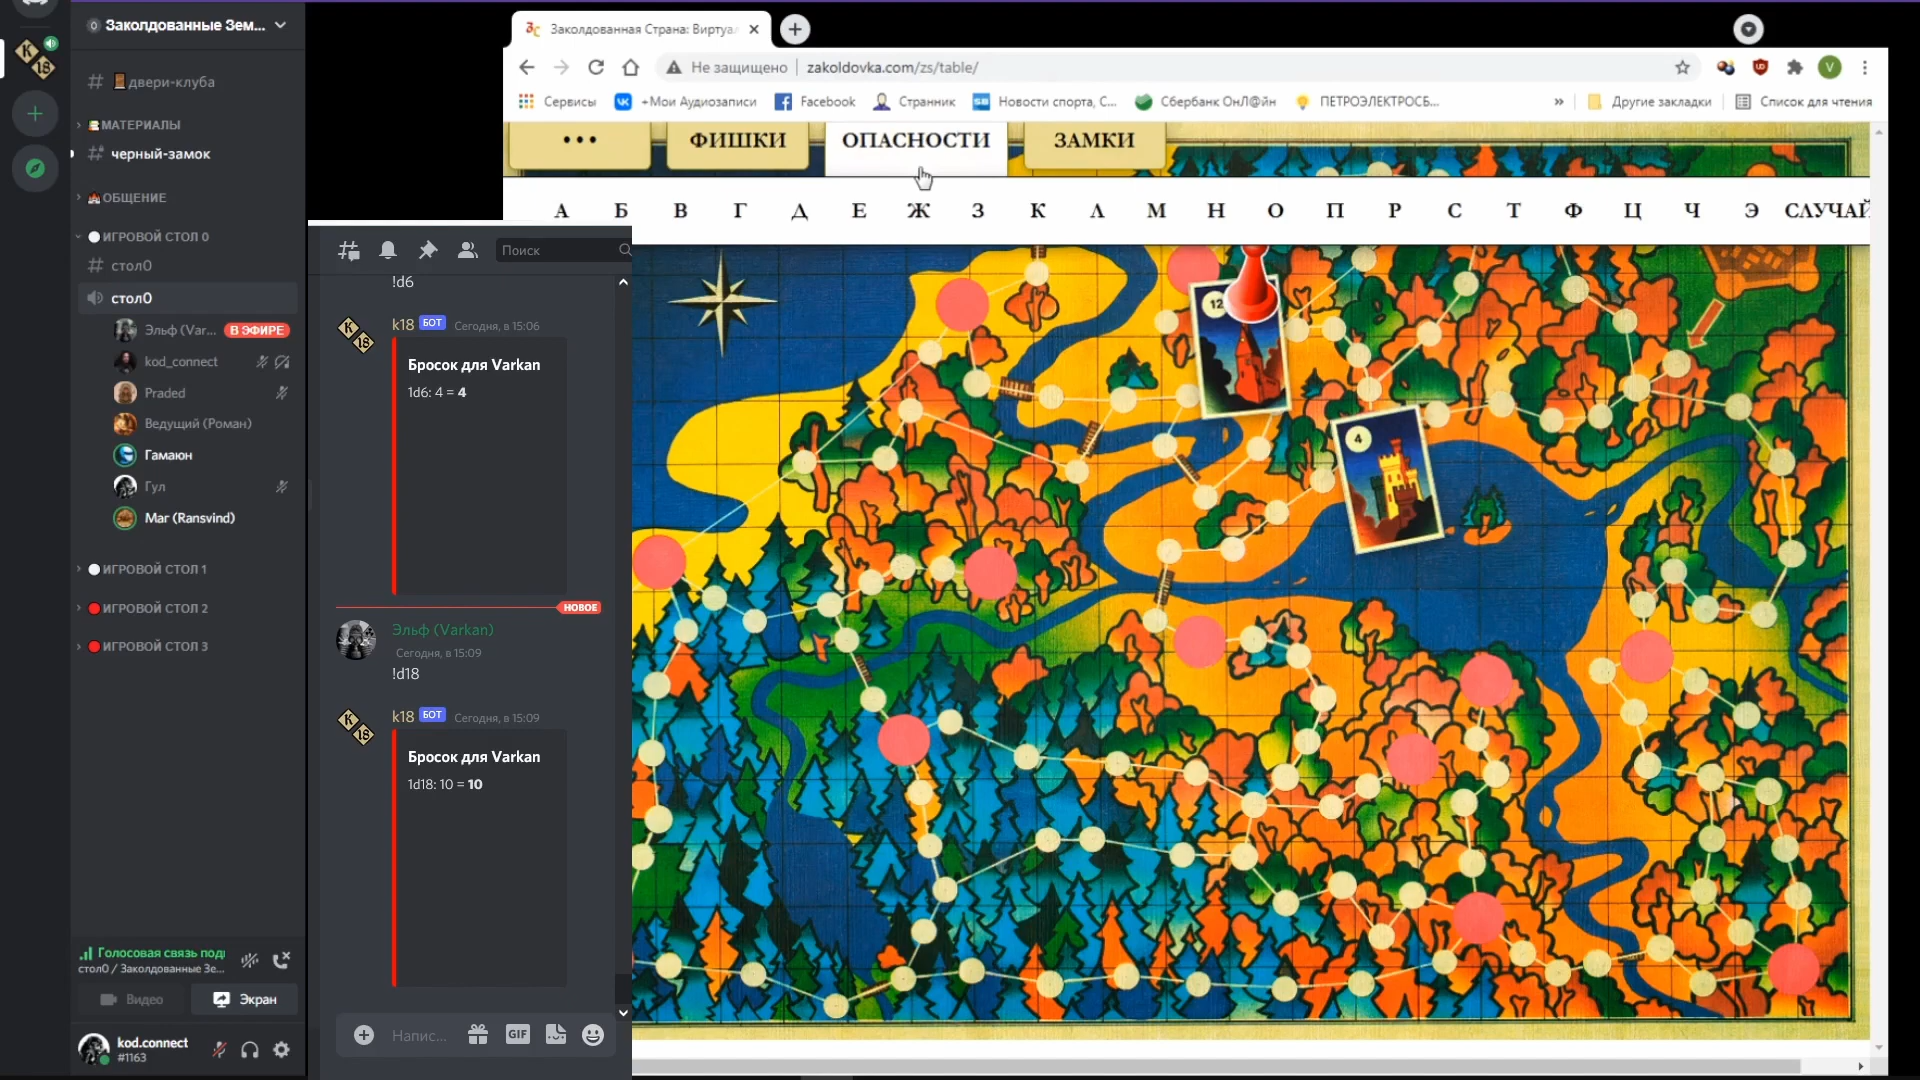 Заколдованные Зем...
двери-клуба
МАТЕРИАЛЫ
черный-замок
ОБЩЕНИЕ
ИГРОВОЙ СТОЛ 0
стол0
стол0
Эльф (Var... В ЭФИРЕ
kod_connect
Praded
Ведущий (Роман)
Гамаюн
Гул
Маг (Ransvind)
ИГРОВОЙ СТОЛ 1
ИГРОВОЙ СТОЛ 2
ИГРОВОЙ СТОЛ 3
Голосовая связь под
стол0 / Заколдованные Зе...
Видео
Экран
kod.connect
#1163
Поиск
!d6
k18 БОТ Сегодня, в 15:06
Бросок для Varkan
1d6: 4 = 4
НОВОЕ
Эльф (Varkan)
Сегодня, в 15:09
!d18
k18 БОТ Сегодня, в 15:09
Бросок для Varkan
1d18: 10 = 10
Напис...
GIF
Заколдованная Страна: Виртуал
Не защищено
zakoldovka.com/zs/table/
V
Сервисы
+Мои Аудиозаписи
Facebook
Странник
Новости спорта, С...
Сбербанк ОнЛ@йн
ПЕТРОЭЛЕКТРОСБ...
»
Другие закладки
Список для чтения
•••
ФИШКИ
ОПАСНОСТИ
ЗАМКИ
А Б В Г Д Е Ж З К Л М Н О П Р С Т Ф Ц Ч Э СЛУЧАЙ
12
4
K 18
K 18
K 18